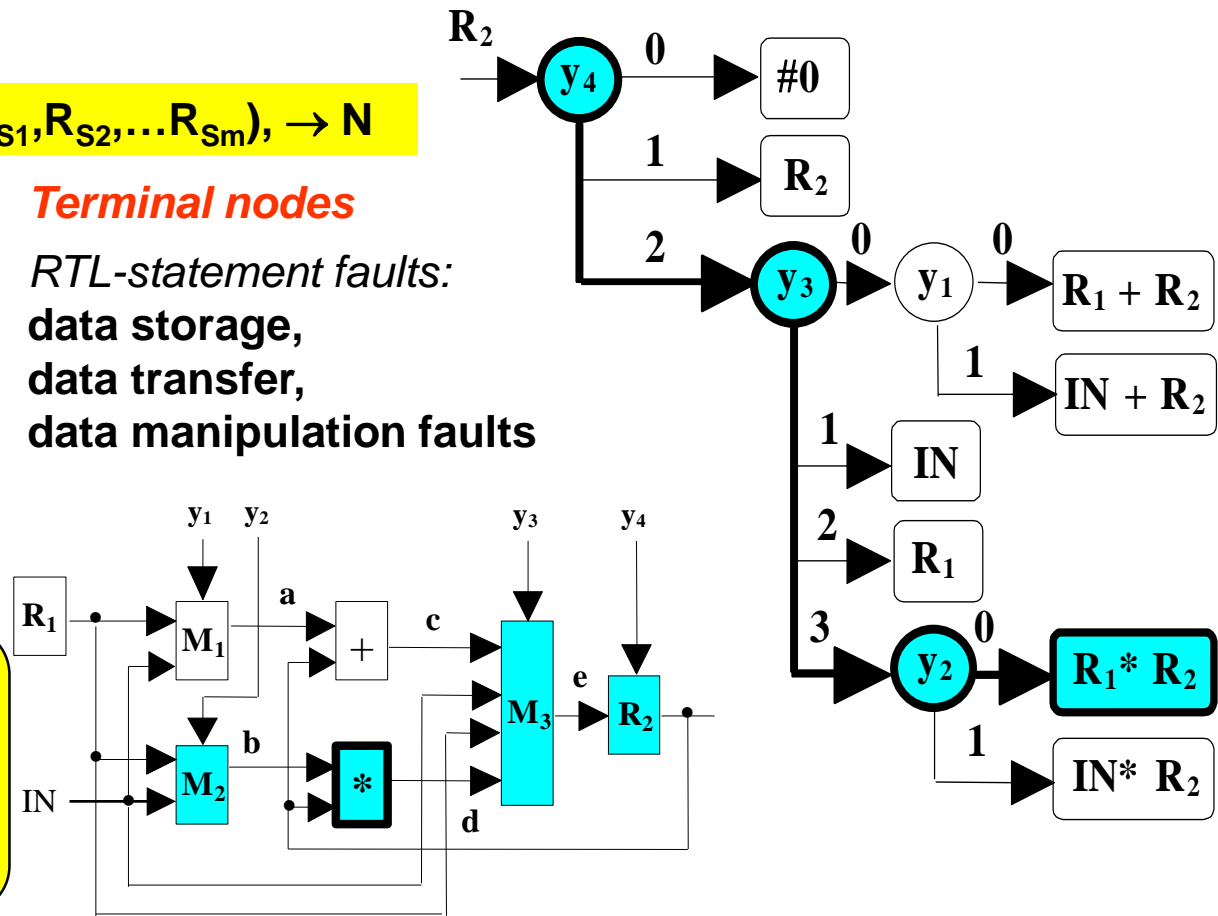 R2
y4
0
#0
S1,RS2,…RSm), → N
1
R2
Terminal nodes
2
0
0
RTL-statement faults:
y3
y1
R1 + R2
data storage,
data transfer,
1
IN + R2
data manipulation faults
1
IN
2
R1
y1 y2 y3 y4
R1
M1
a
+
c
3
0
y2
R1* R2
M3
e
R2
1
IN* R2
M2
b
*
IN
d